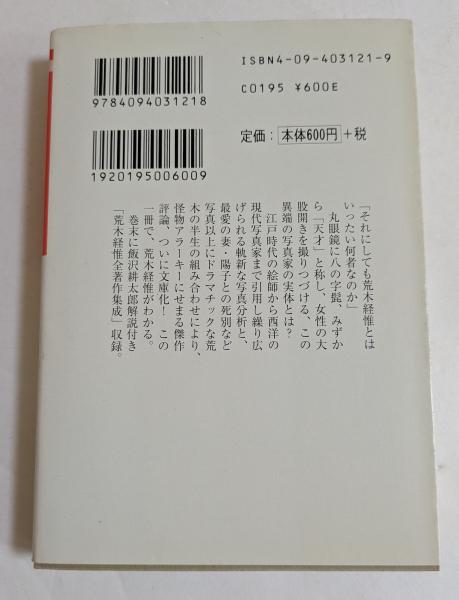 ISBN4-09-403121-9
C0195 ¥600E
定価：本体600円＋税
9784094031218
1920195006009
「それにしても荒木経惟とは
いったい何者なのか」
丸眼鏡に八の字髭、みずか
ら「天才」と称し、女性の大
股開きを撮りつづける、この
異端の写真家の実体とは？
江戸時代の絵師から西洋の
現代写真家まで引用し繰り広
げられる軌新な写真分析と、
最愛の妻・陽子との死別など
写真以上にドラマチックな荒
木の半生の組み合わせにより、
怪物アラーキーにせまる傑作
評論、ついに文庫化！　この
一冊で、荒木経惟がわかる。
巻末に飯沢耕太郎解説付き
「荒木経惟全著作集成」収録。